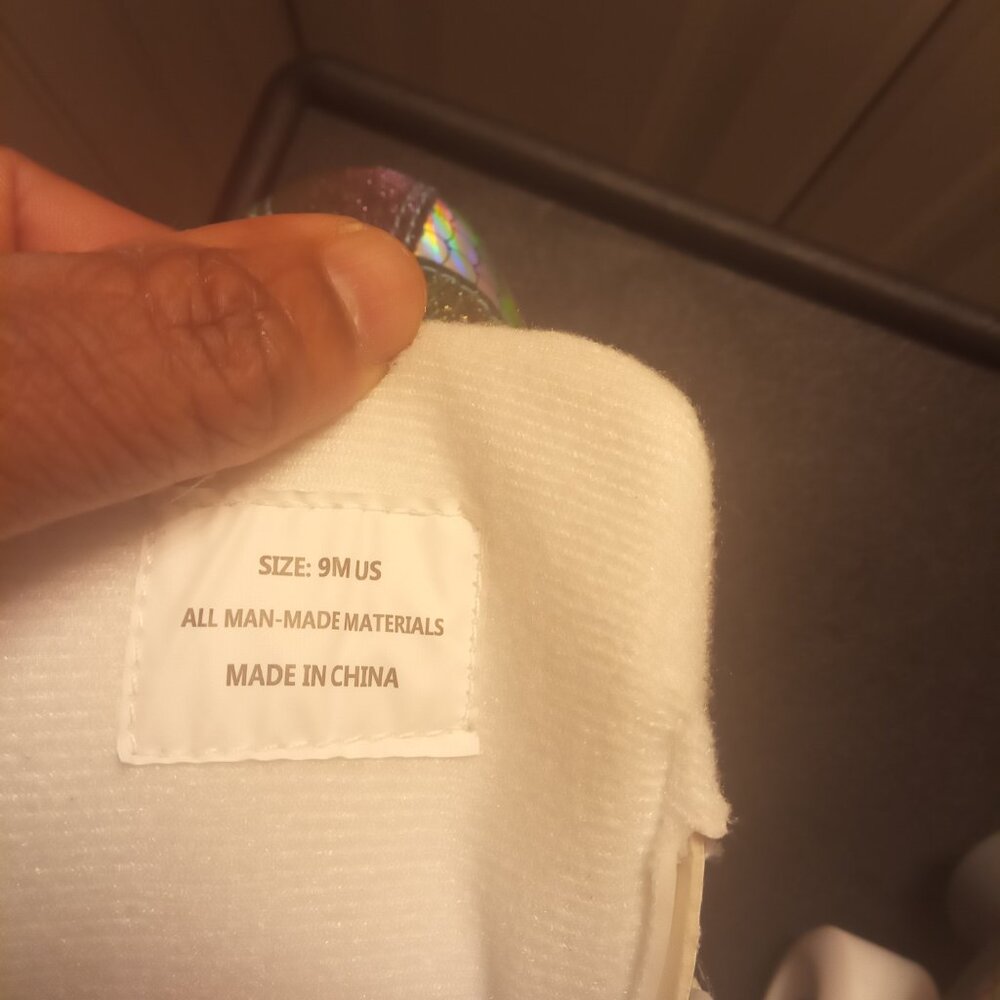 SIZE: 9M US
ALL MAN-MADE MATERIALS
MADE IN CHINA